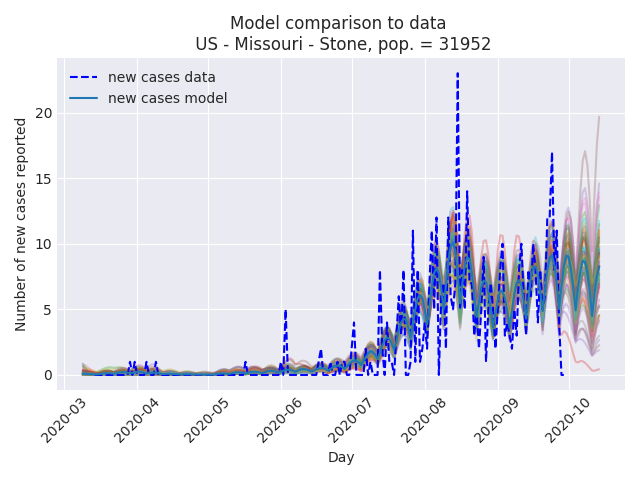 Model comparison to data
US - Missouri - Stone, pop. = 31952
new cases data
new cases model
Number of new cases reported
20
15
10
5
0
2020-03
2020-04
2020-05
2020-06
2020-07
2020-08
2020-09
2020-10
Day